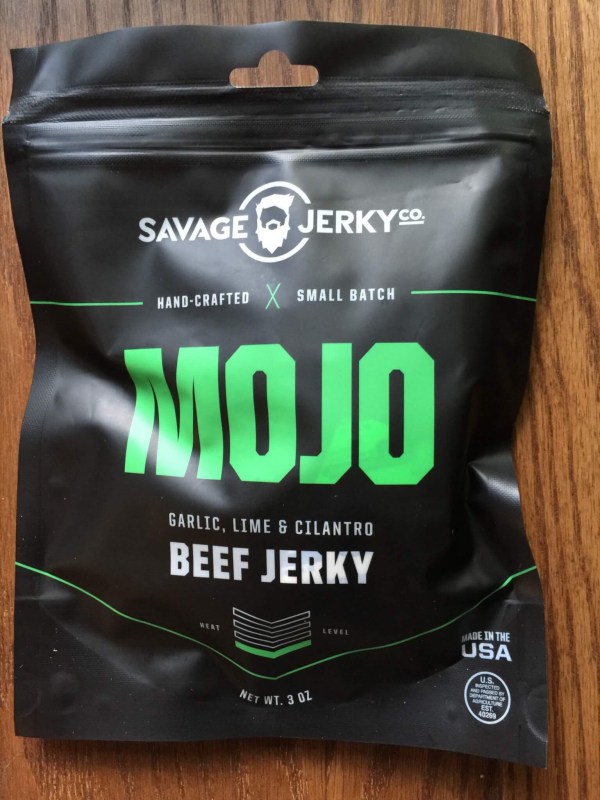 SAVAGE JERKY CO.
HAND-CRAFTED X SMALL BATCH
MOJO
GARLIC, LIME & CILANTRO
BEEF JERKY
HEAT LEVEL
NET WT. 3 OZ
MADE IN THE
USA
U.S.
INSPECTED
AND PASSED BY
DEPARTMENT OF
AGRICULTURE
EST.
40269